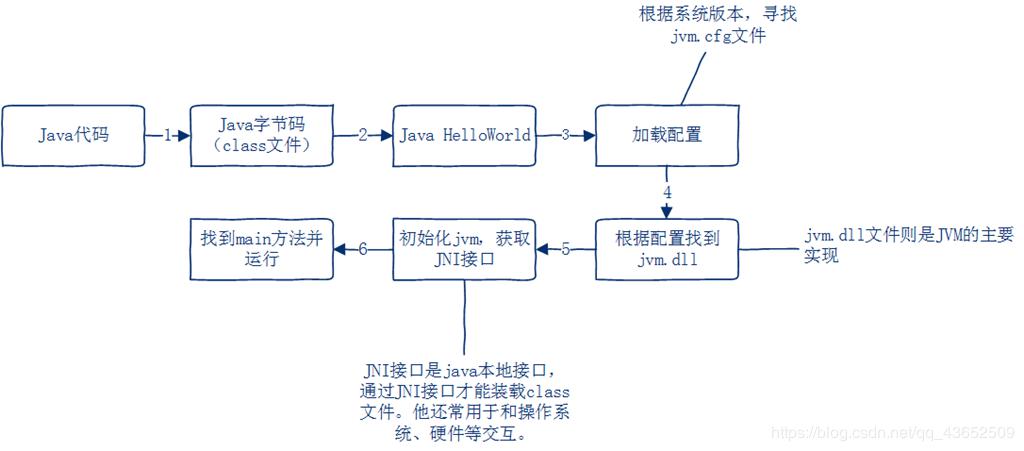 根据系统版本，寻找
jvm.cfg文件
Java代码
1
Java字节码
（class文件）
2
Java HelloWorld
3
加载配置
4
找到main方法并
运行
6
初始化jvm，获取
JNI接口
5
根据配置找到
jvm.dll
jvm.dll文件则是JVM的主要
实现
JNI接口是java本地接口，
通过JNI接口才能装载class
文件。他还常用于和操作系
统、硬件等交互。
https://blog.csdn.net/qq_43652509